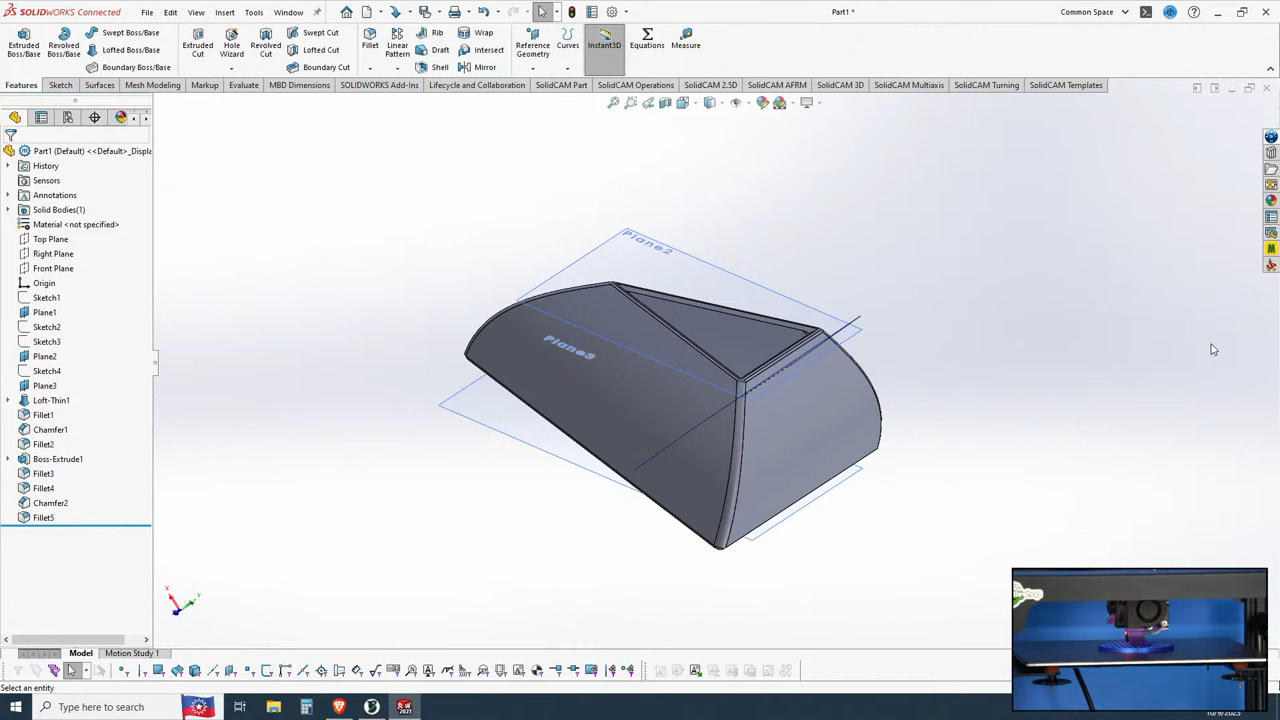 SOLIDWORKS Connected
File Edit View Insert Tools Window
Part1 *
Common Space
Extruded Boss/Base
Revolved Boss/Base
Swept Boss/Base
Lofted Boss/Base
Boundary Boss/Base
Extruded Cut
Hole Wizard
Revolved Cut
Swept Cut
Lofted Cut
Boundary Cut
Fillet
Linear Pattern
Rib
Draft
Shell
Wrap
Intersect
Mirror
Reference Geometry
Curves
Instant3D
Equations
Measure
Features Sketch Surfaces Mesh Modeling Markup Evaluate MBD Dimensions SOLIDWORKS Add-Ins Lifecycle and Collaboration SolidCAM Part SolidCAM Operations SolidCAM 2.5D SolidCAM AFRM SolidCAM 3D SolidCAM Multiaxis SolidCAM Turning SolidCAM Templates
Part1 (Default) <<Default>_Displa
History
Sensors
Annotations
Solid Bodies(1)
Material <not specified>
Top Plane
Right Plane
Front Plane
Origin
Sketch1
Plane1
Sketch2
Sketch3
Plane2
Sketch4
Plane3
Loft-Thin1
Fillet1
Chamfer1
Fillet2
Boss-Extrude1
Fillet3
Fillet4
Chamfer2
Fillet5
Plane2
Plane3
X
Y
Z
Model Motion Study 1
Select an entity
Type here to search
10/9/2023